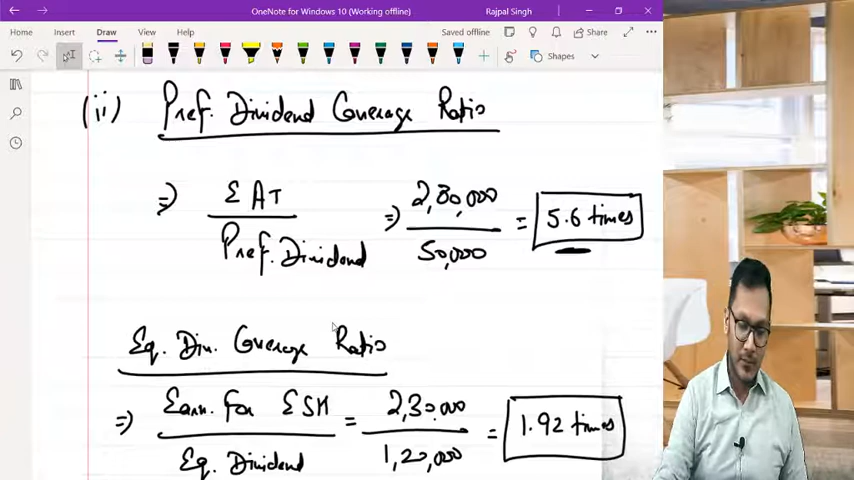 OneNote for Windows 10 (Working offline)
Rajpal Singh
Home Insert Draw View Help
Saved offline
Share
Shapes
(ii) Pref. Dividend Coverage Ratio
=> EAT / Pref. Dividend => 2,80,000 / 50,000 = 5.6 times
Eq. Div. Coverage Ratio
=> Earn. For ESH / Eq. Dividend = 2,30,000 / 1,20,000 = 1.92 times